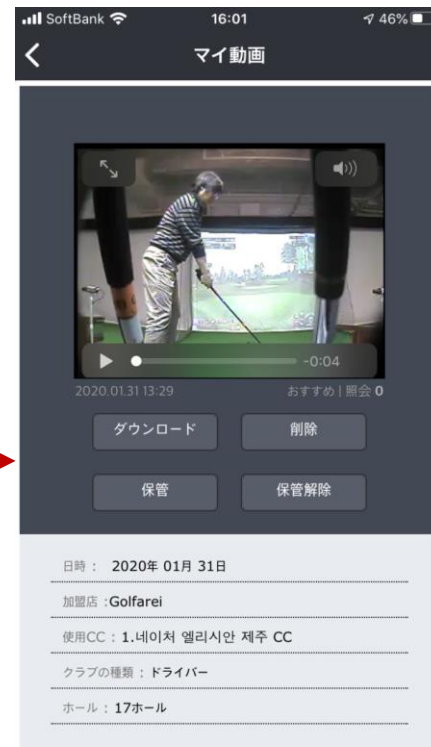 SoftBank 16:01 46%
マイ動画
-0:04
2020.01.31 13:29 おすすめ | 照会 0
ダウンロード 削除
保管 保管解除
日時 : 2020年 01月 31日
加盟店 :Golfarei
使用CC : 1.네이처 엘리시안 제주 CC
クラブの種類 : ドライバー
ホール : 17ホール